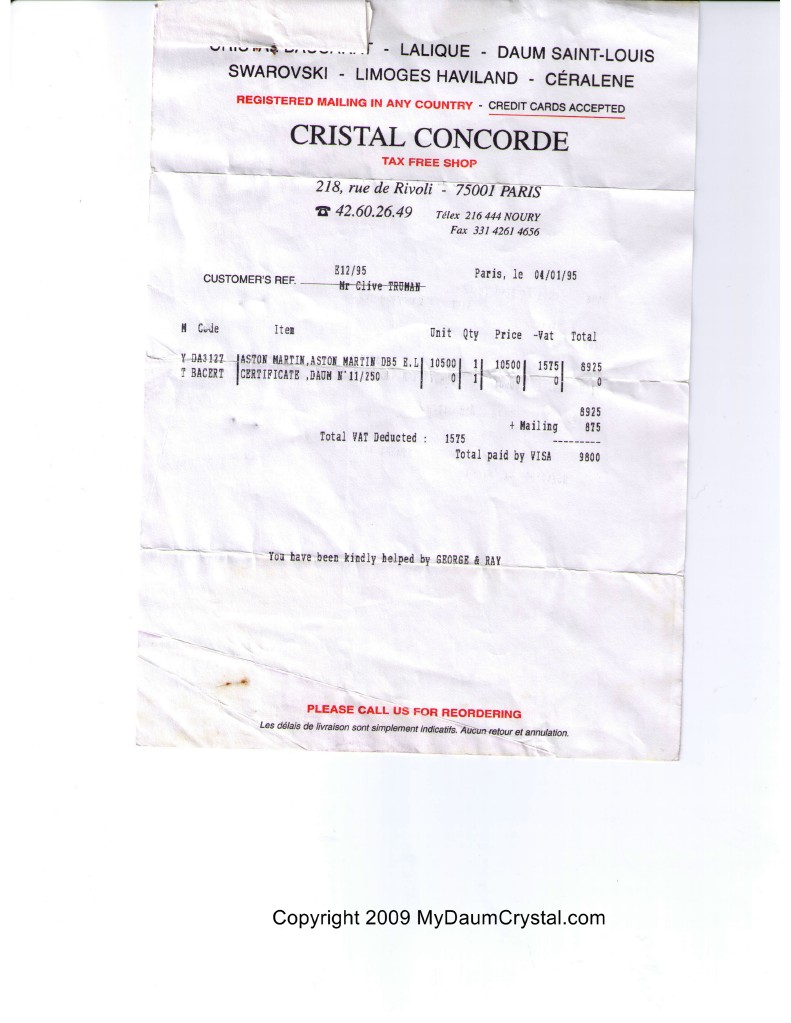 - LALIQUE - DAUM SAINT-LOUIS
SWAROVSKI - LIMOGES HAVILAND - CÉRALENE
REGISTERED MAILING IN ANY COUNTRY - CREDIT CARDS ACCEPTED
CRISTAL CONCORDE
TAX FREE SHOP
218, rue de Rivoli - 75001 PARIS
☎ 42.60.26.49 Télex 216 444 NOURY
Fax 331 4261 4656
E12/95 Paris, le 04/01/95
CUSTOMER'S REF. Mr Clive TRUMAN
M Code Item Unit Qty Price -Vat Total
Y DA3127 ASTON MARTIN,ASTON MARTIN DB5 E.L 10500 1 10500 1575 8925
T BACERT CERTIFICATE ,DAUM N°11/250 0 1 0 0 0
8925
+ Mailing 875
Total VAT Deducted : 1575 ---------
Total paid by VISA 9800
You have been kindly helped by GEORGE & RAY
PLEASE CALL US FOR REORDERING
Les délais de livraison sont simplement indicatifs. Aucun retour et annulation.
Copyright 2009 MyDaumCrystal.com